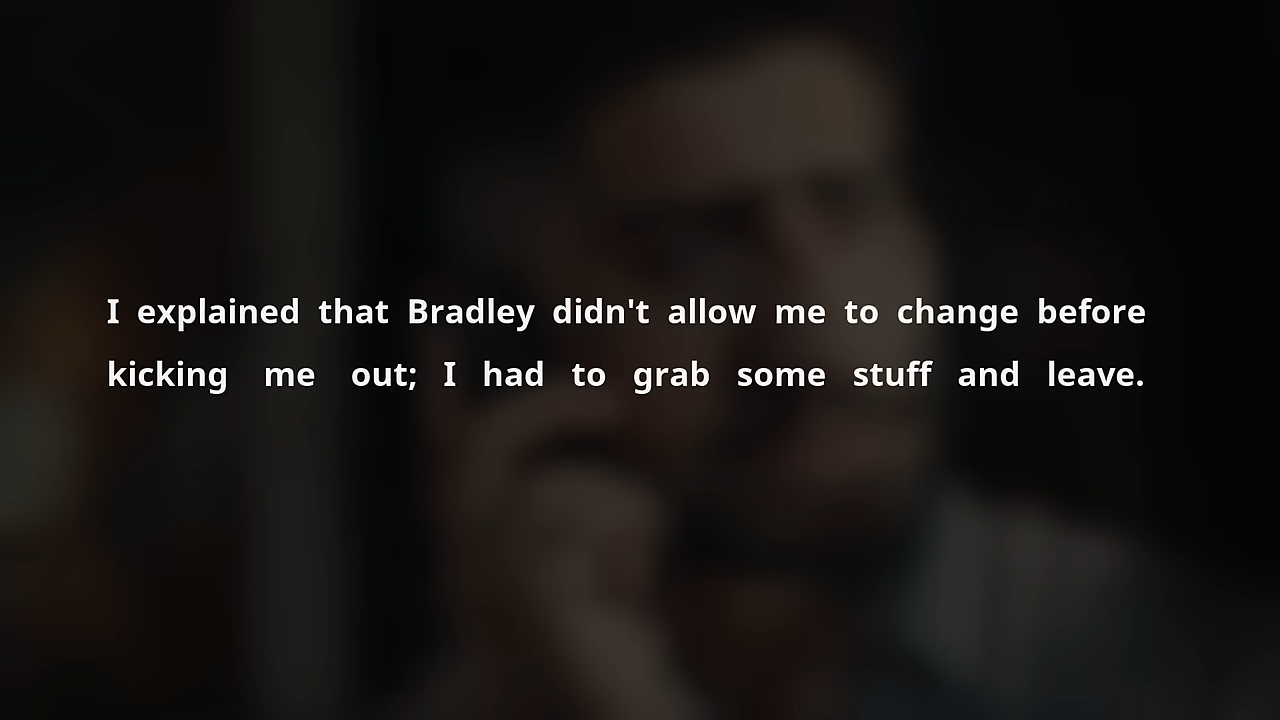 I explained that Bradley didn't allow me to change before
kicking me out; I had to grab some stuff and leave.